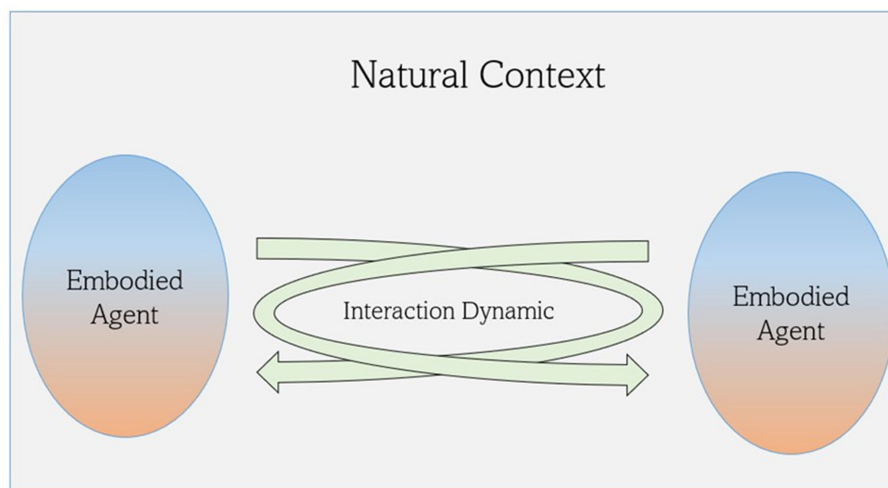 Natural Context
Embodied
Agent
Interaction Dynamic
Embodied
Agent